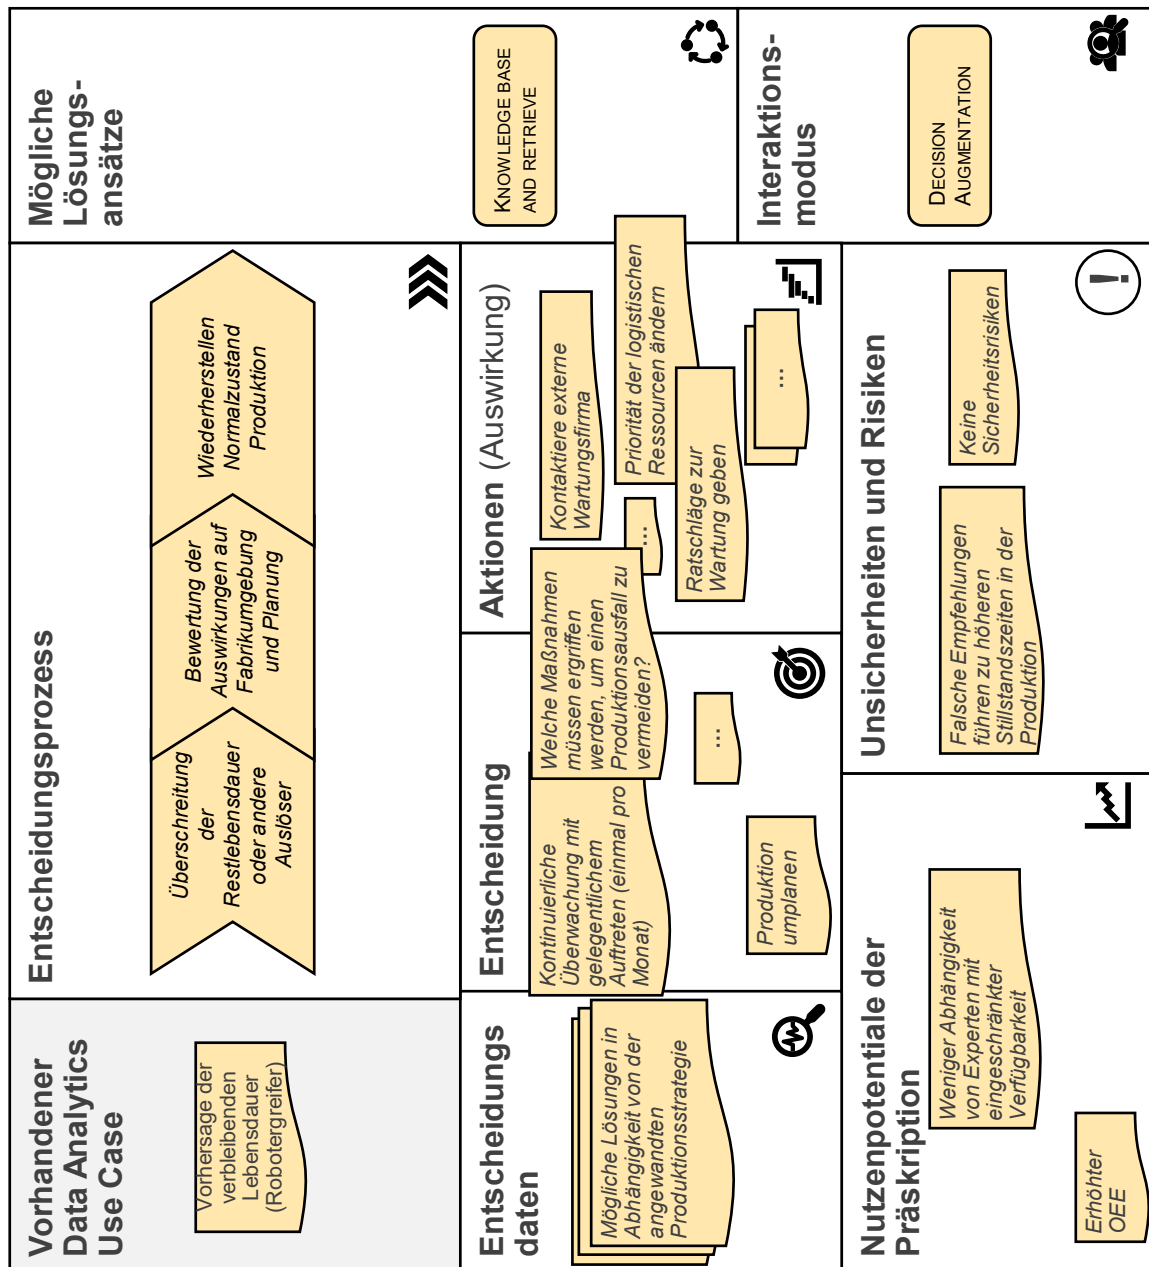 Vorhandener
Data Analytics
Use Case
Vorhersage der
verbleibenden
Lebensdauer
(Robotergreifer)
Entscheidungsprozess
Überschreitung
der
Restlebensdauer
oder andere
Auslöser
Bewertung der
Auswirkungen auf
Fabrikumgebung
und Planung
Wiederherstellen
Normalzustand
Produktion
Mögliche
Lösungs-
ansätze
KNOWLEDGE BASE
AND RETRIEVE
Entscheidungs
daten
Mögliche Lösungen in
Abhängigkeit von der
angewandten
Produktionsstrategie
Entscheidung
Kontinuierliche
Überwachung mit
gelegentlichem
Auftreten (einmal pro
Monat)
Welche Maßnahmen
müssen ergriffen
werden, um einen
Produktionsausfall zu
vermeiden?
Produktion
umplanen
...
Aktionen (Auswirkung)
Kontaktiere externe
Wartungsfirma
...
Priorität der logistischen
Ressourcen ändern
Ratschläge zur
Wartung geben
...
Interaktions-
modus
DECISION
AUGMENTATION
Nutzenpotentiale der
Präskription
Weniger Abhängigkeit
von Experten mit
eingeschränkter
Verfügbarkeit
Erhöhter
OEE
Unsicherheiten und Risiken
Falsche Empfehlungen
führen zu höheren
Stillstandszeiten in der
Produktion
Keine
Sicherheitsrisiken
!